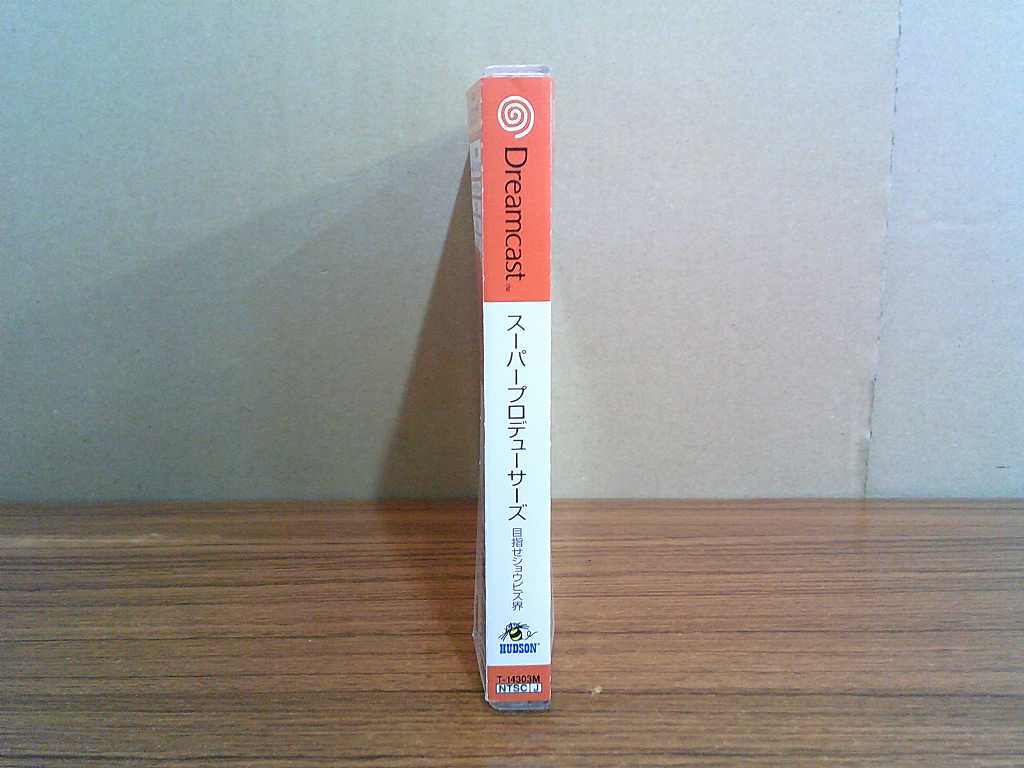 Dreamcast™
スーパープロデューサーズ
目指せショウビズ界
HUDSON
T-14303M
NTSC J